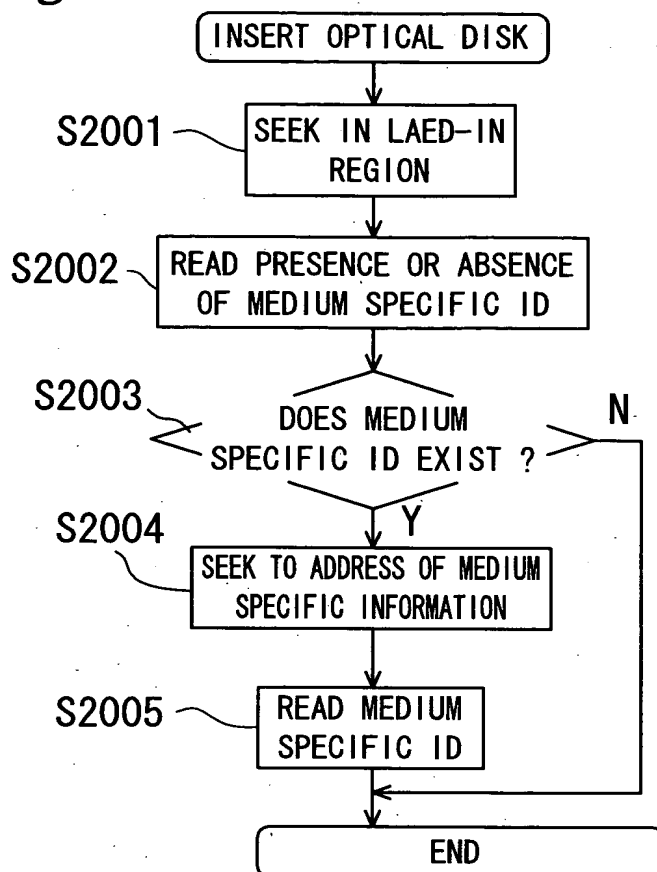 INSERT OPTICAL DISK
S2001
SEEK IN LAED-IN
REGION
S2002
READ PRESENCE OR ABSENCE
OF MEDIUM SPECIFIC ID
S2003
DOES MEDIUM
SPECIFIC ID EXIST ?
N
Y
S2004
SEEK TO ADDRESS OF MEDIUM
SPECIFIC INFORMATION
S2005
READ MEDIUM
SPECIFIC ID
END